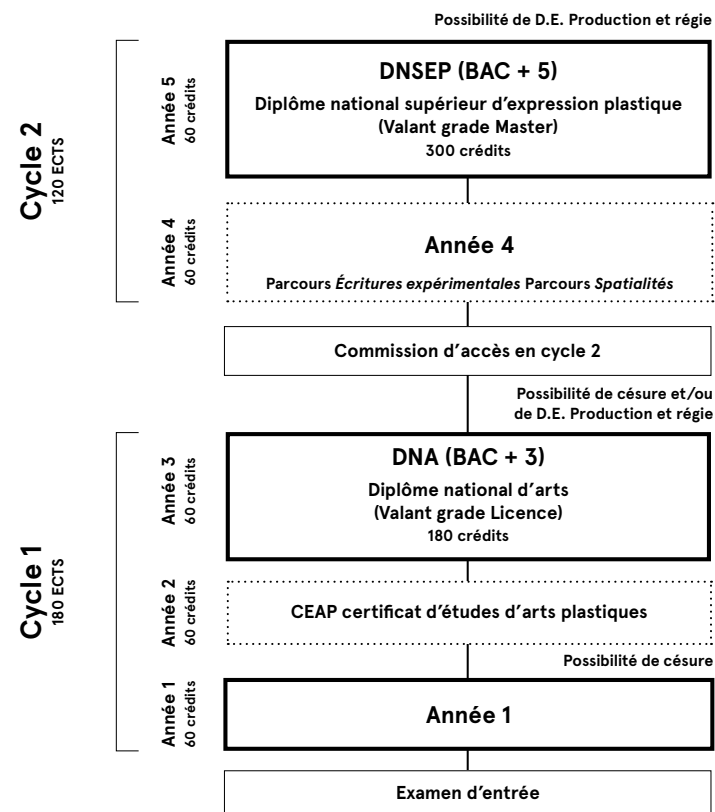 Possibilité de D.E. Production et régie
Cycle 2
120 ECTS
Année 5
60 crédits
DNSEP (BAC + 5)
Diplôme national supérieur d’expression plastique
(Valant grade Master)
300 crédits
Année 4
60 crédits
Année 4
Parcours Écritures expérimentales Parcours Spatialités
Commission d’accès en cycle 2
Possibilité de césure et/ou
de D.E. Production et régie
Cycle 1
180 ECTS
Année 3
60 crédits
DNA (BAC + 3)
Diplôme national d’arts
(Valant grade Licence)
180 crédits
Année 2
60 crédits
CEAP certificat d’études d’arts plastiques
Possibilité de césure
Année 1
60 crédits
Année 1
Examen d’entrée